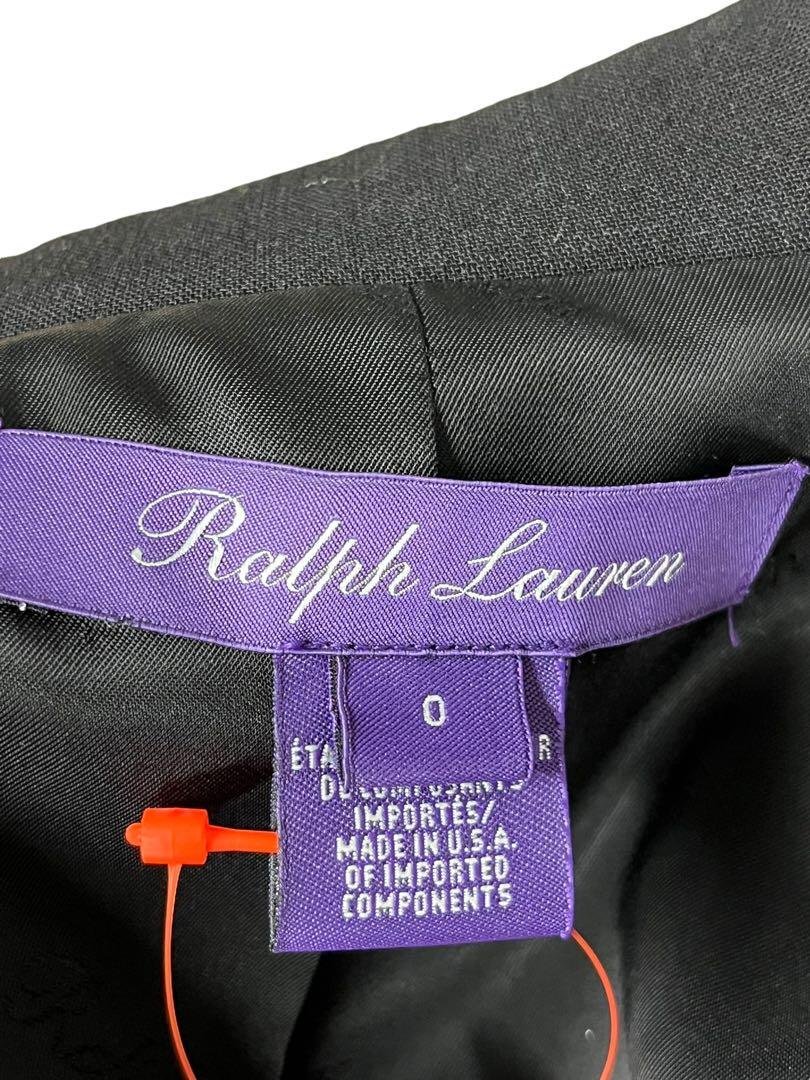 Ralph Lauren
0
R
IMPORTÉS/
MADE IN U.S.A.
OF IMPORTED
COMPONENTS